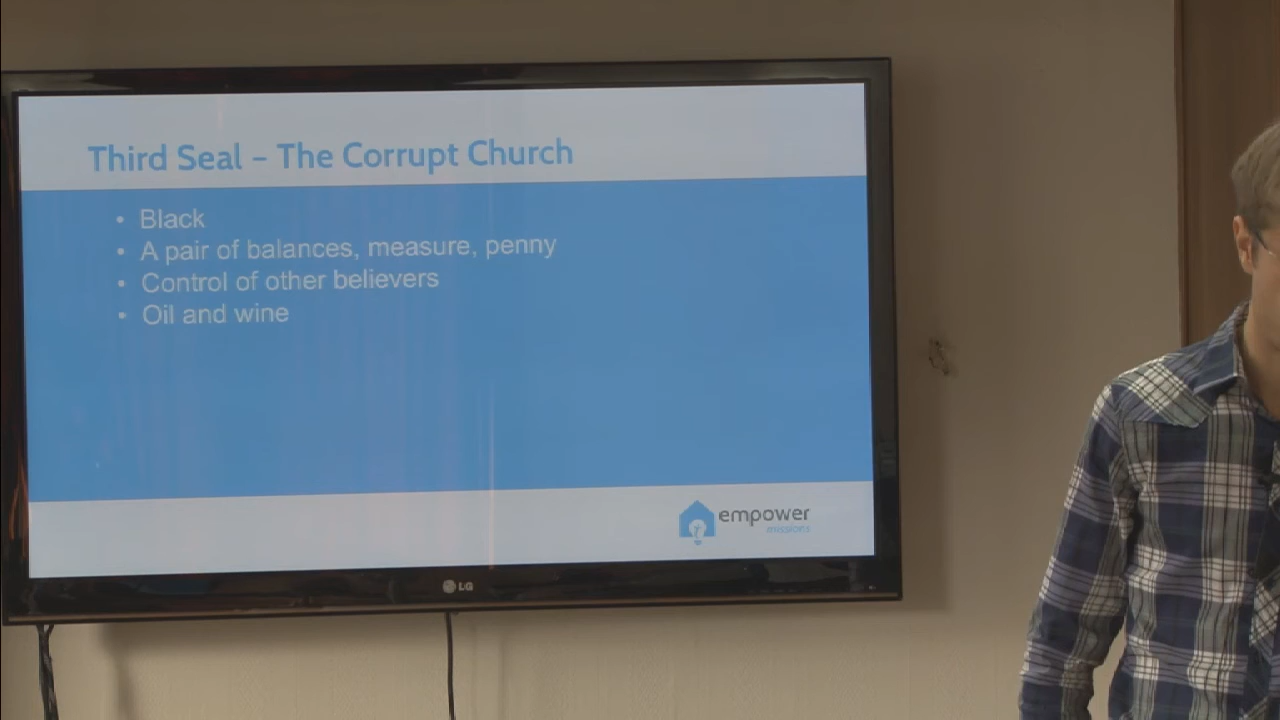 Third Seal – The Corrupt Church
• Black
• A pair of balances, measure, penny
• Control of other believers
• Oil and wine
empower
missions
LG